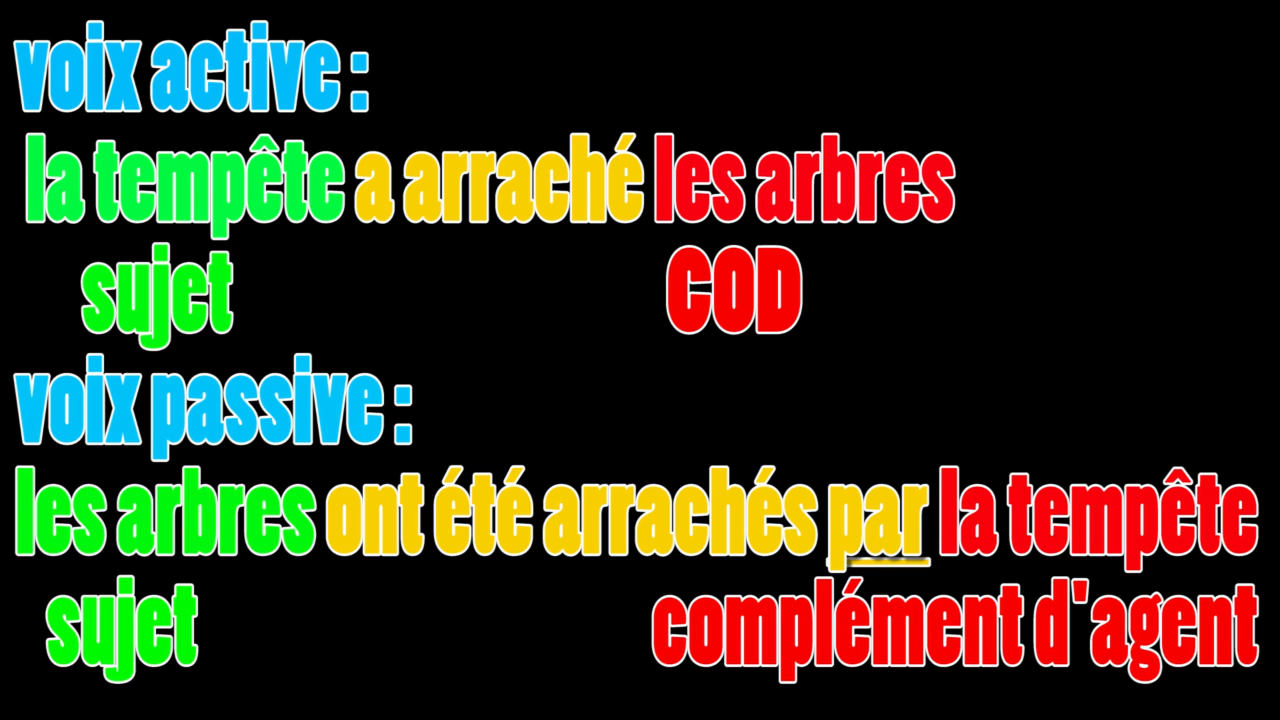 voix active :
la tempête a arraché les arbres
sujet COD
voix passive :
les arbres ont été arrachés par la tempête
sujet complément d'agent